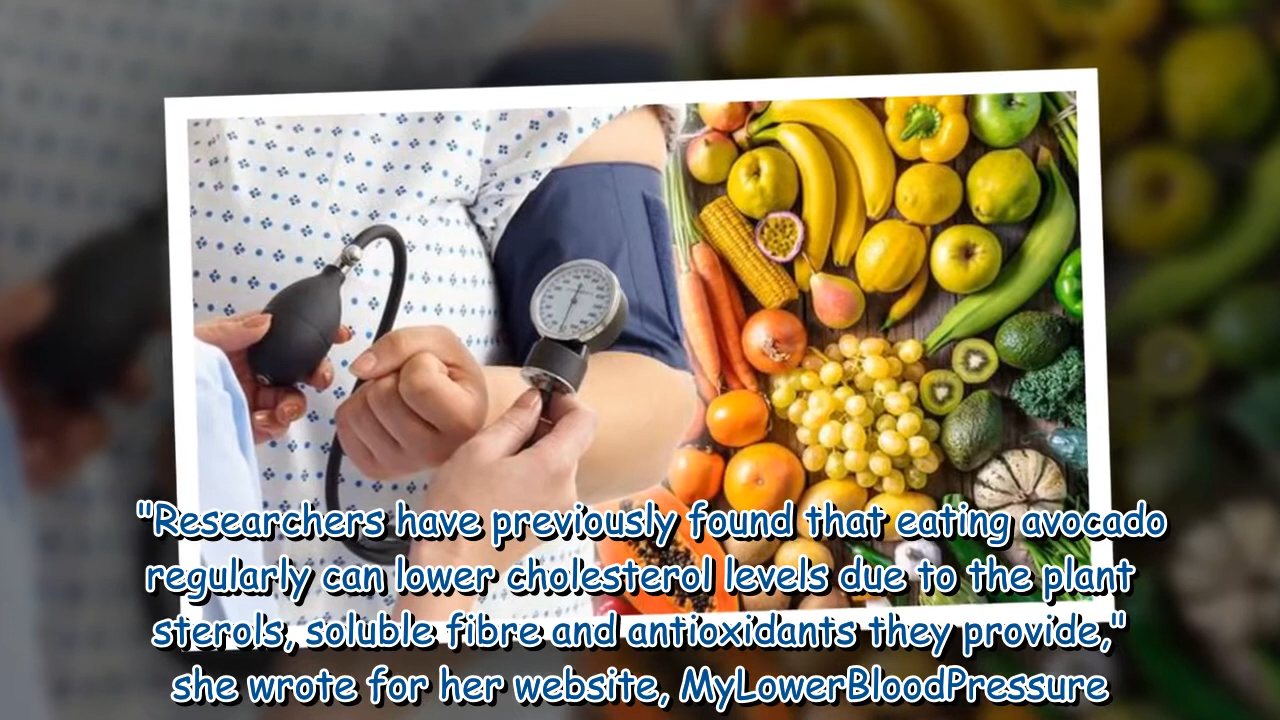 "Researchers have previously found that eating avocado
regularly can lower cholesterol levels due to the plant
sterols, soluble fibre and antioxidants they provide,"
she wrote for her website, MyLowerBloodPressure